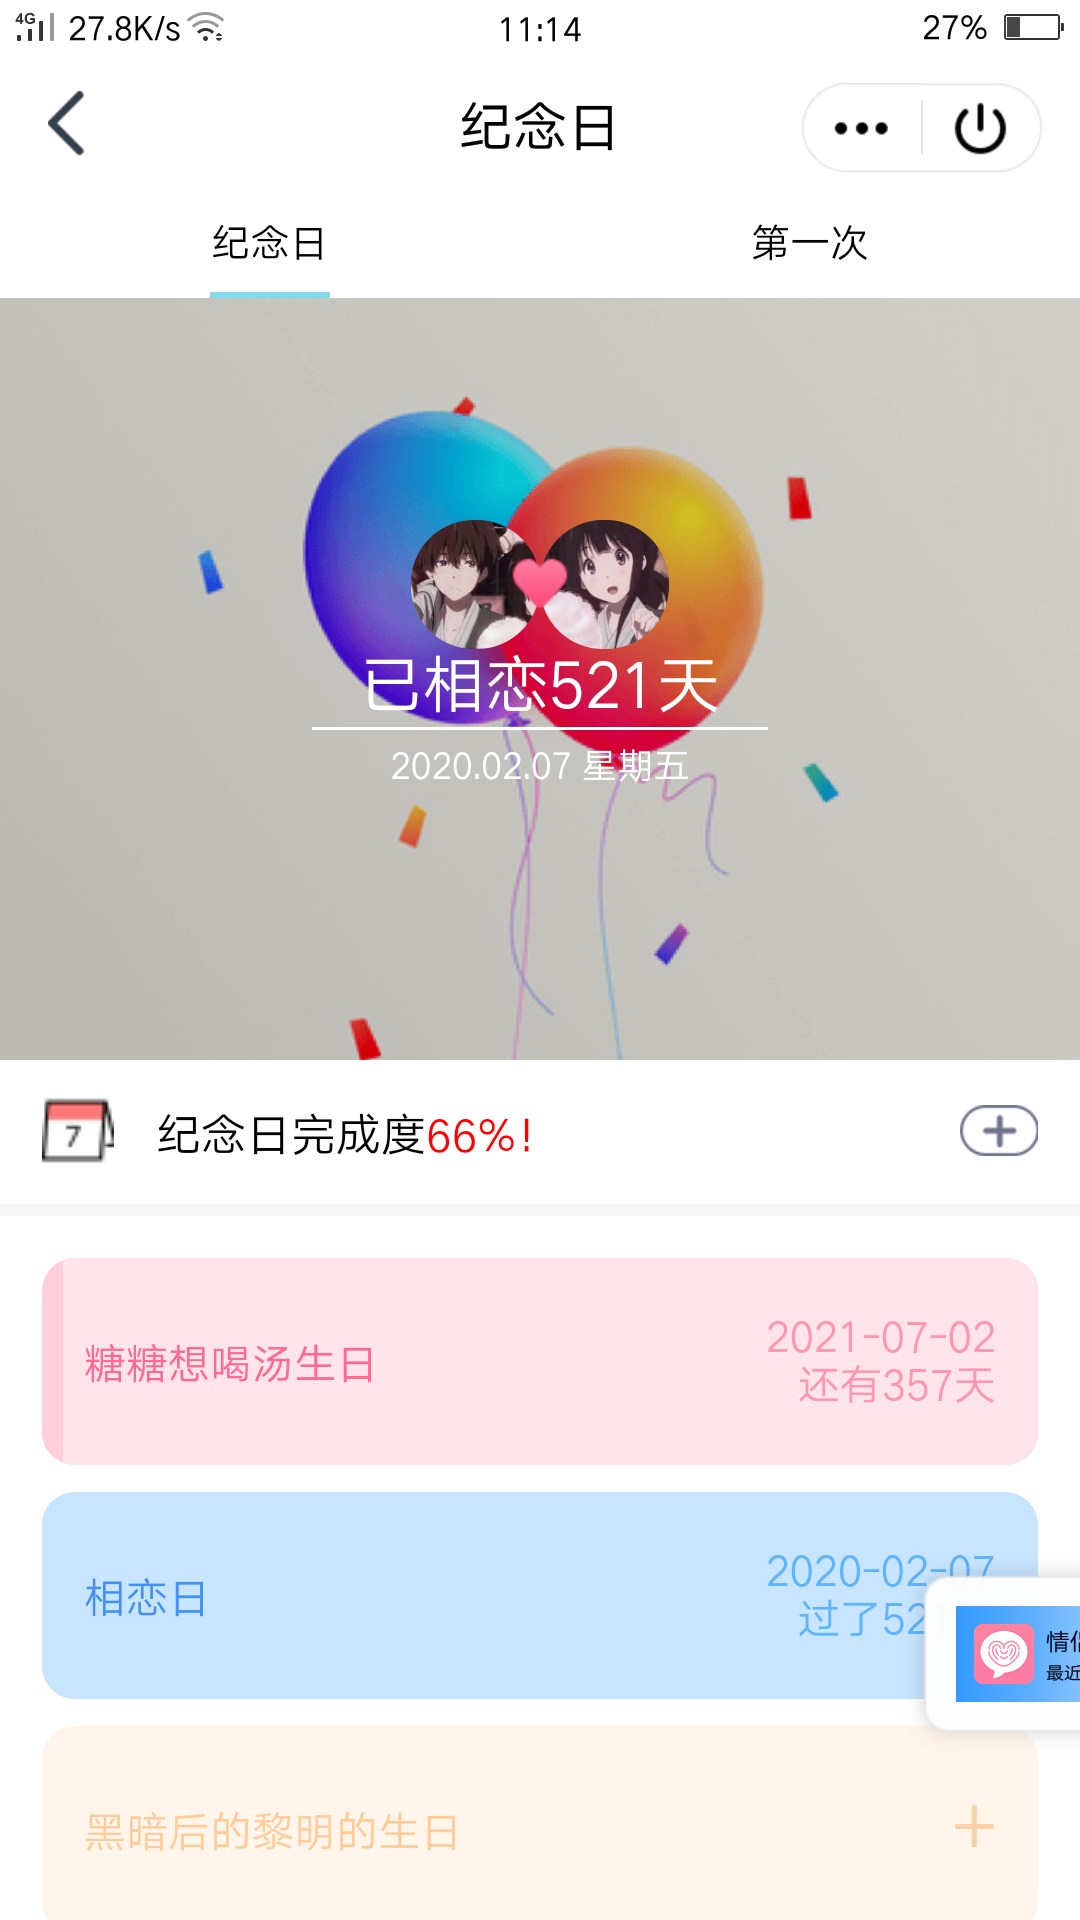 4G 27.8K/s 11:14 27%
纪念日
纪念日 第一次
已相恋521天
2020.02.07 星期五
7 纪念日完成度66%!
糖糖想喝汤生日
2021-07-02
还有357天
相恋日
2020-02-07
过了521
情侣
最近
黑暗后的黎明的生日